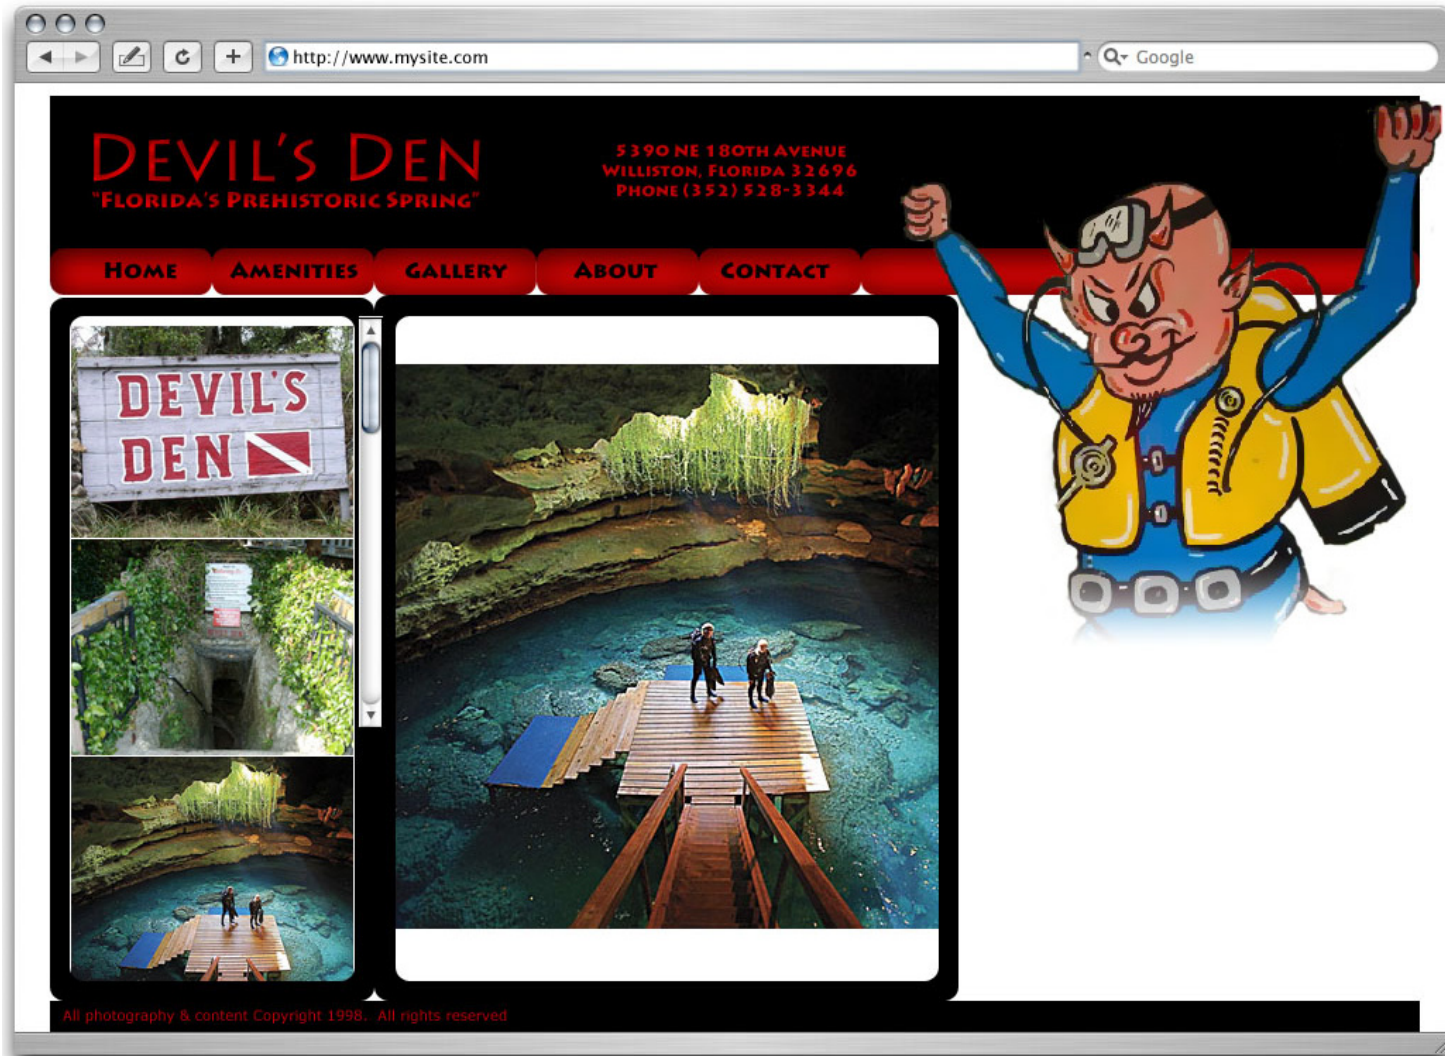 http://www.mysite.com
Google
DEVIL'S DEN
"FLORIDA'S PREHISTORIC SPRING"
5390 NE 180TH AVENUE
WILLISTON, FLORIDA 32696
PHONE (352) 528-3344
HOME AMENITIES GALLERY ABOUT CONTACT
DEVIL'S
DEN
All photography & content Copyright 1998. All rights reserved